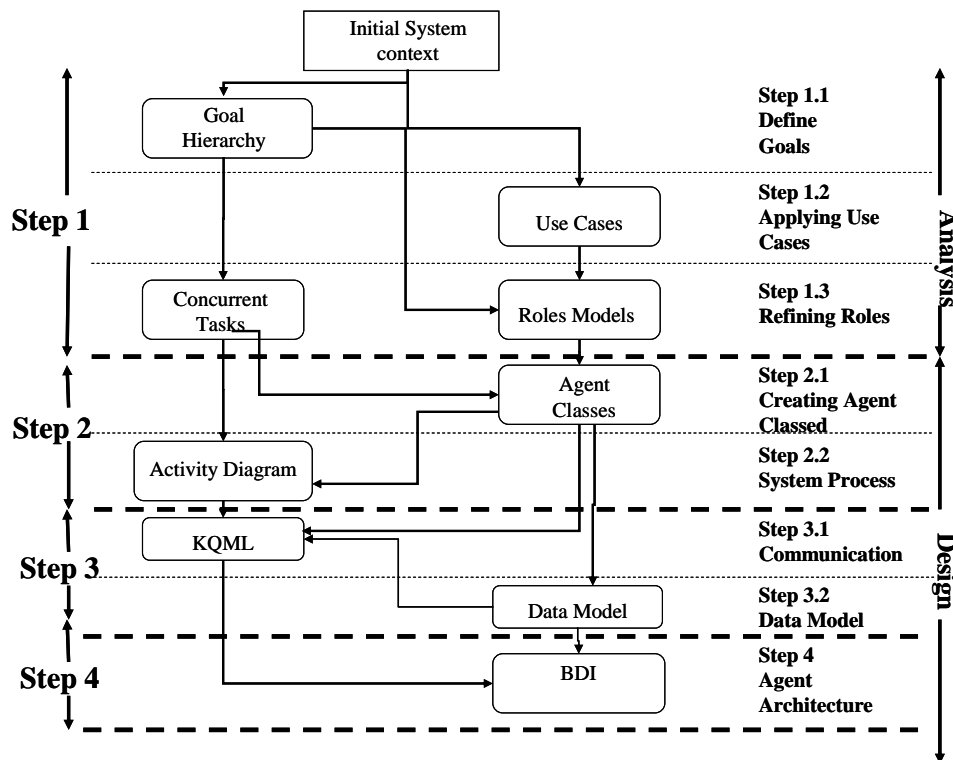 Initial System
context
Step 1.1
Define
Goals
Goal
Hierarchy
Step 1
Step 1.2
Applying Use
Cases
Use Cases
Analysis
Step 1.3
Refining Roles
Concurrent
Tasks
Roles Models
Step 2
Step 2.1
Creating Agent
Classed
Agent
Classes
Step 2.2
System Process
Activity Diagram
Step 3
Step 3.1
Communication
KQML
Design
Step 3.2
Data Model
Data Model
Step 4
Step 4
Agent
Architecture
BDI